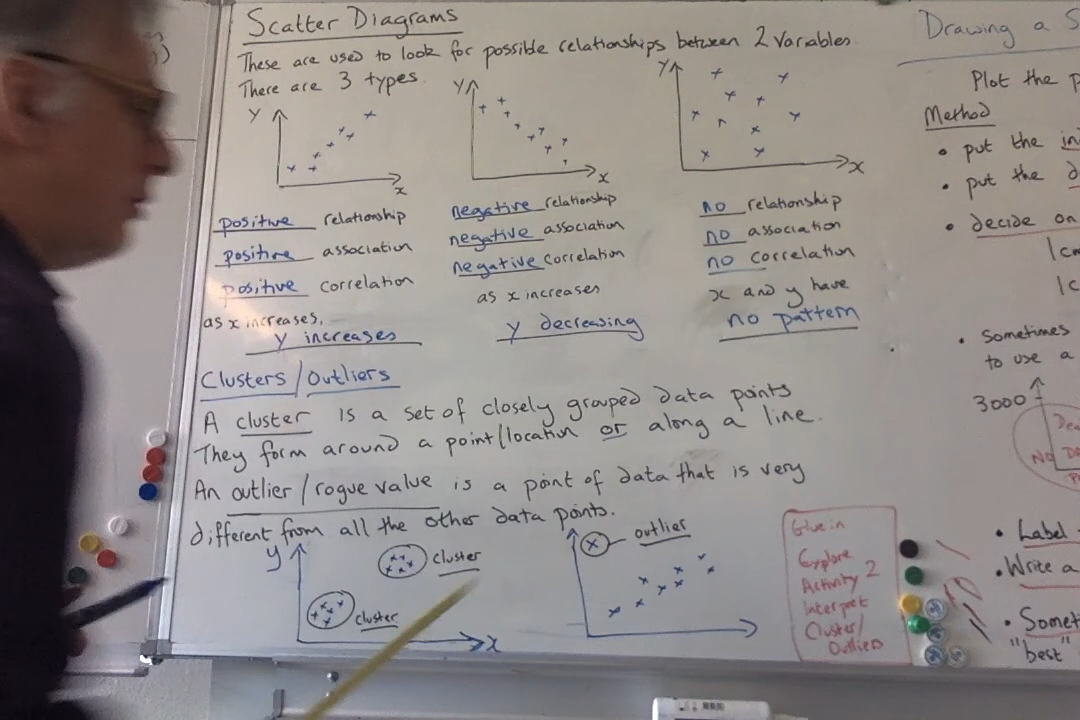 Scatter Diagrams
These are used to look for possible relationships between 2 variables.
There are 3 types.
Y
x
Y
x
Y
x
positive relationship
positive association
positive correlation
as x increases,
y increases
negative relationship
negative association
negative correlation
as x increases
y decreasing
no relationship
no association
no correlation
x and y have
no pattern
Clusters/Outliers
A cluster is a set of closely grouped data points
They form around a point/location or along a line.
An outlier/rogue value is a point of data that is very
different from all the other data points.
y
cluster
cluster
x
outlier
Glue in
Explore
Activity 2
Interpret
Cluster/
Outliers
Drawing a S
Plot the p
Method
• put the in
• put the d
• decide on
1cm
1c
• Sometimes
to use a
3000
No
• Label
• Write a
• Somet
"best"